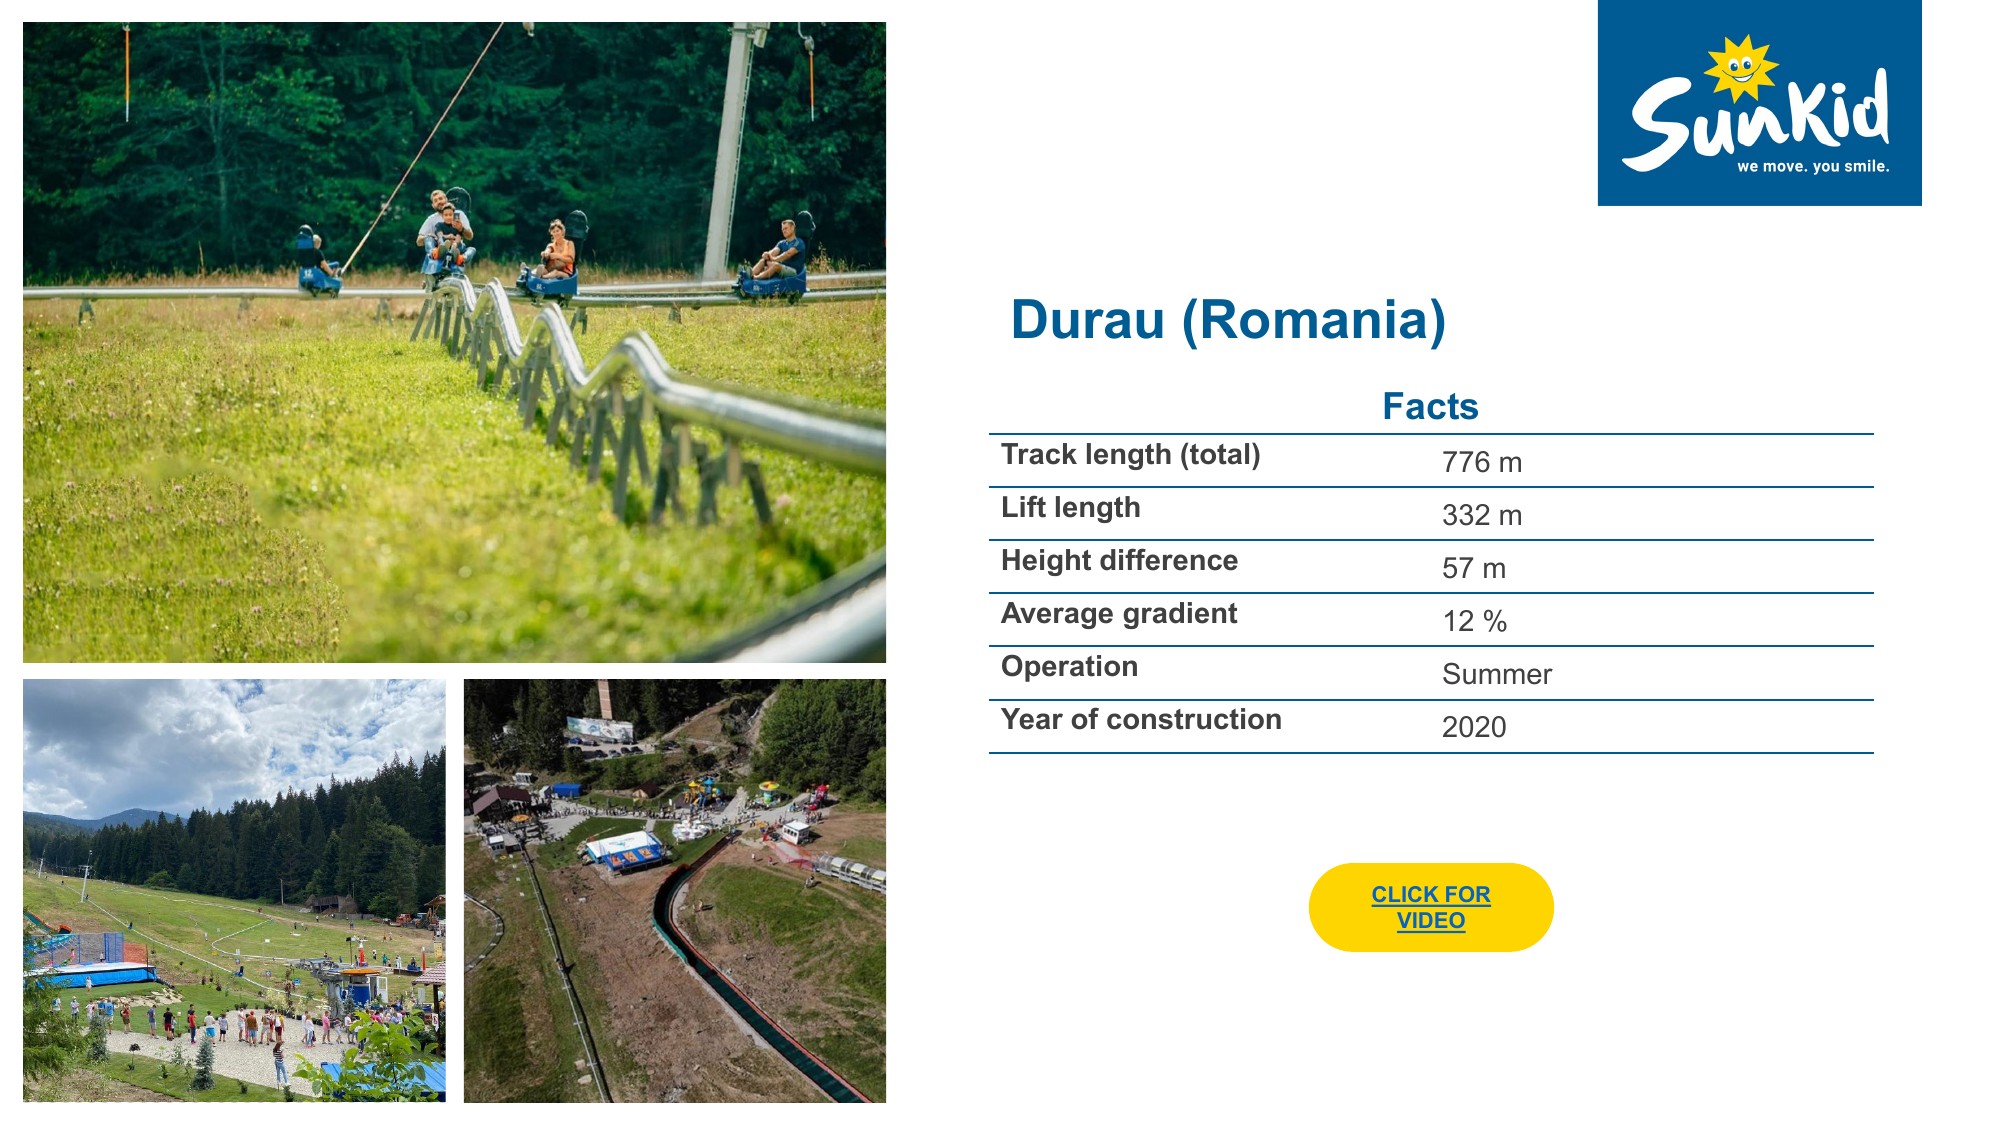 SunKid
we move. you smile.
Durau (Romania)
Facts
Track length (total) 776 m
Lift length 332 m
Height difference 57 m
Average gradient 12 %
Operation Summer
Year of construction 2020
CLICK FOR
VIDEO